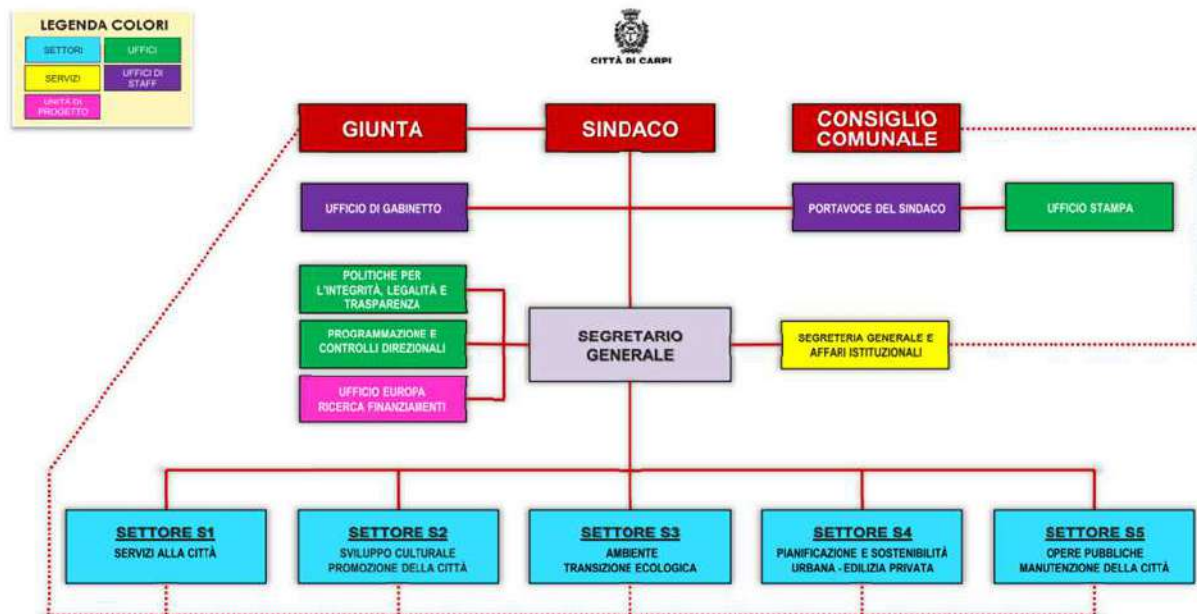 LEGENDA COLORI
SETTORI
UFFICI
SERVIZI
UFFICI DI
STAFF
UNITÀ DI
PROGETTO
CITTÀ DI CARPI
GIUNTA
SINDACO
CONSIGLIO
COMUNALE
UFFICIO DI GABINETTO
PORTAVOCE DEL SINDACO
UFFICIO STAMPA
POLITICHE PER
L'INTEGRITÀ, LEGALITÀ E
TRASPARENZA
PROGRAMMAZIONE E
CONTROLLI DIREZIONALI
UFFICIO EUROPA
RICERCA FINANZIAMENTI
SEGRETARIO
GENERALE
SEGRETERIA GENERALE E
AFFARI ISTITUZIONALI
SETTORE S1
SERVIZI ALLA CITTÀ
SETTORE S2
SVILUPPO CULTURALE
PROMOZIONE DELLA CITTÀ
SETTORE S3
AMBIENTE
TRANSIZIONE ECOLOGICA
SETTORE S4
PIANIFICAZIONE E SOSTENIBILITÀ
URBANA - EDILIZIA PRIVATA
SETTORE S5
OPERE PUBBLICHE
MANUTENZIONE DELLA CITTÀ